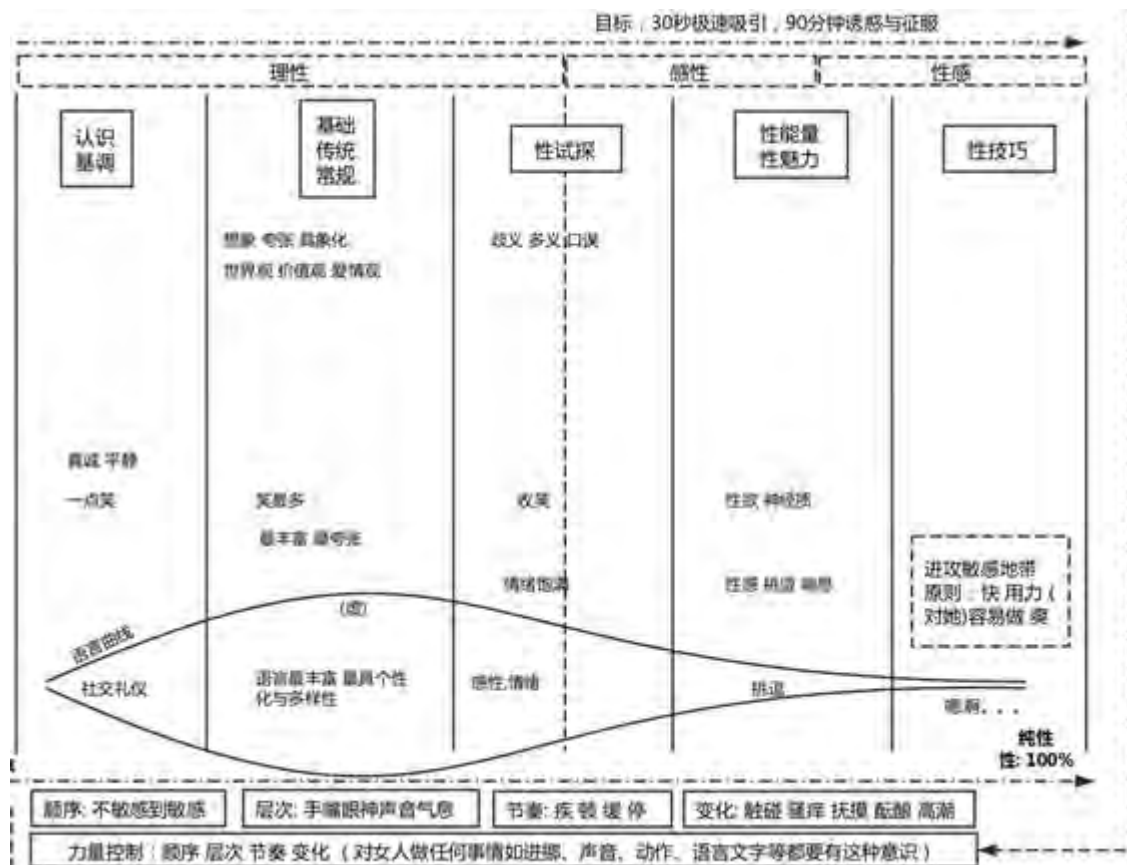 目标：30秒极速吸引，90分钟诱惑与征服
理性
感性
性感
认识
基调
基础
传统
常规
性试探
性能量
性魅力
性技巧
想象 夸张 具象化
世界观 价值观 爱情观
歧义 多义 口误
真诚 平静
一点笑
笑最多
最丰富 最夸张
收笑
情绪饱满
性欲 神经质
性感 挑逗 喘息
进攻敏感地带
原则：快 用力 (
对她)容易做 爽
(虚)
语言曲线
社交礼仪
语言最丰富 最具个性
化与多样性
感性,情绪
挑逗
嗯啊. . .
纯性
性: 100%
顺序: 不敏感到敏感
层次: 手嘴眼神声音气息
节奏: 疾 顿 缓 停
变化: 触碰 骚痒 抚摸 酝酿 高潮
力量控制：顺序 层次 节奏 变化 （ 对女人做任何事情如进挪、声音、动作、语言文字等都要有这种意识 ）